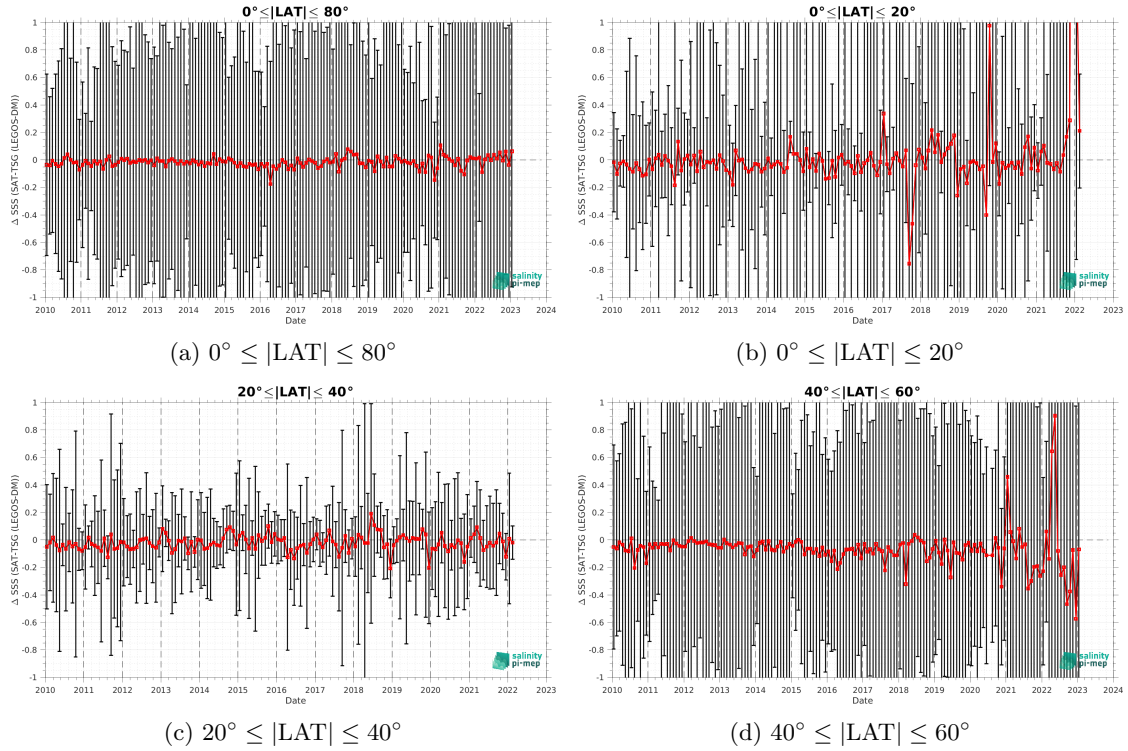 0°≤|LAT|≤ 80°
Δ SSS (SAT-TSG (LEGOS-DM))
1
0.8
0.6
0.4
0.2
0
-0.2
-0.4
-0.6
-0.8
-1
2010 2011 2012 2013 2014 2015 2016 2017 2018 2019 2020 2021 2022 2023 2024
Date
salinity
pi-mep
(a) 0° ≤ |LAT| ≤ 80°
0°≤|LAT|≤ 20°
Δ SSS (SAT-TSG (LEGOS-DM))
1
0.8
0.6
0.4
0.2
0
-0.2
-0.4
-0.6
-0.8
-1
2010 2011 2012 2013 2014 2015 2016 2017 2018 2019 2020 2021 2022 2023
Date
salinity
pi-mep
(b) 0° ≤ |LAT| ≤ 20°
20°≤|LAT|≤ 40°
Δ SSS (SAT-TSG (LEGOS-DM))
1
0.8
0.6
0.4
0.2
0
-0.2
-0.4
-0.6
-0.8
-1
2010 2011 2012 2013 2014 2015 2016 2017 2018 2019 2020 2021 2022 2023
Date
salinity
pi-mep
(c) 20° ≤ |LAT| ≤ 40°
40°≤|LAT|≤ 60°
Δ SSS (SAT-TSG (LEGOS-DM))
1
0.8
0.6
0.4
0.2
0
-0.2
-0.4
-0.6
-0.8
-1
2010 2011 2012 2013 2014 2015 2016 2017 2018 2019 2020 2021 2022 2023 2024
Date
salinity
pi-mep
(d) 40° ≤ |LAT| ≤ 60°